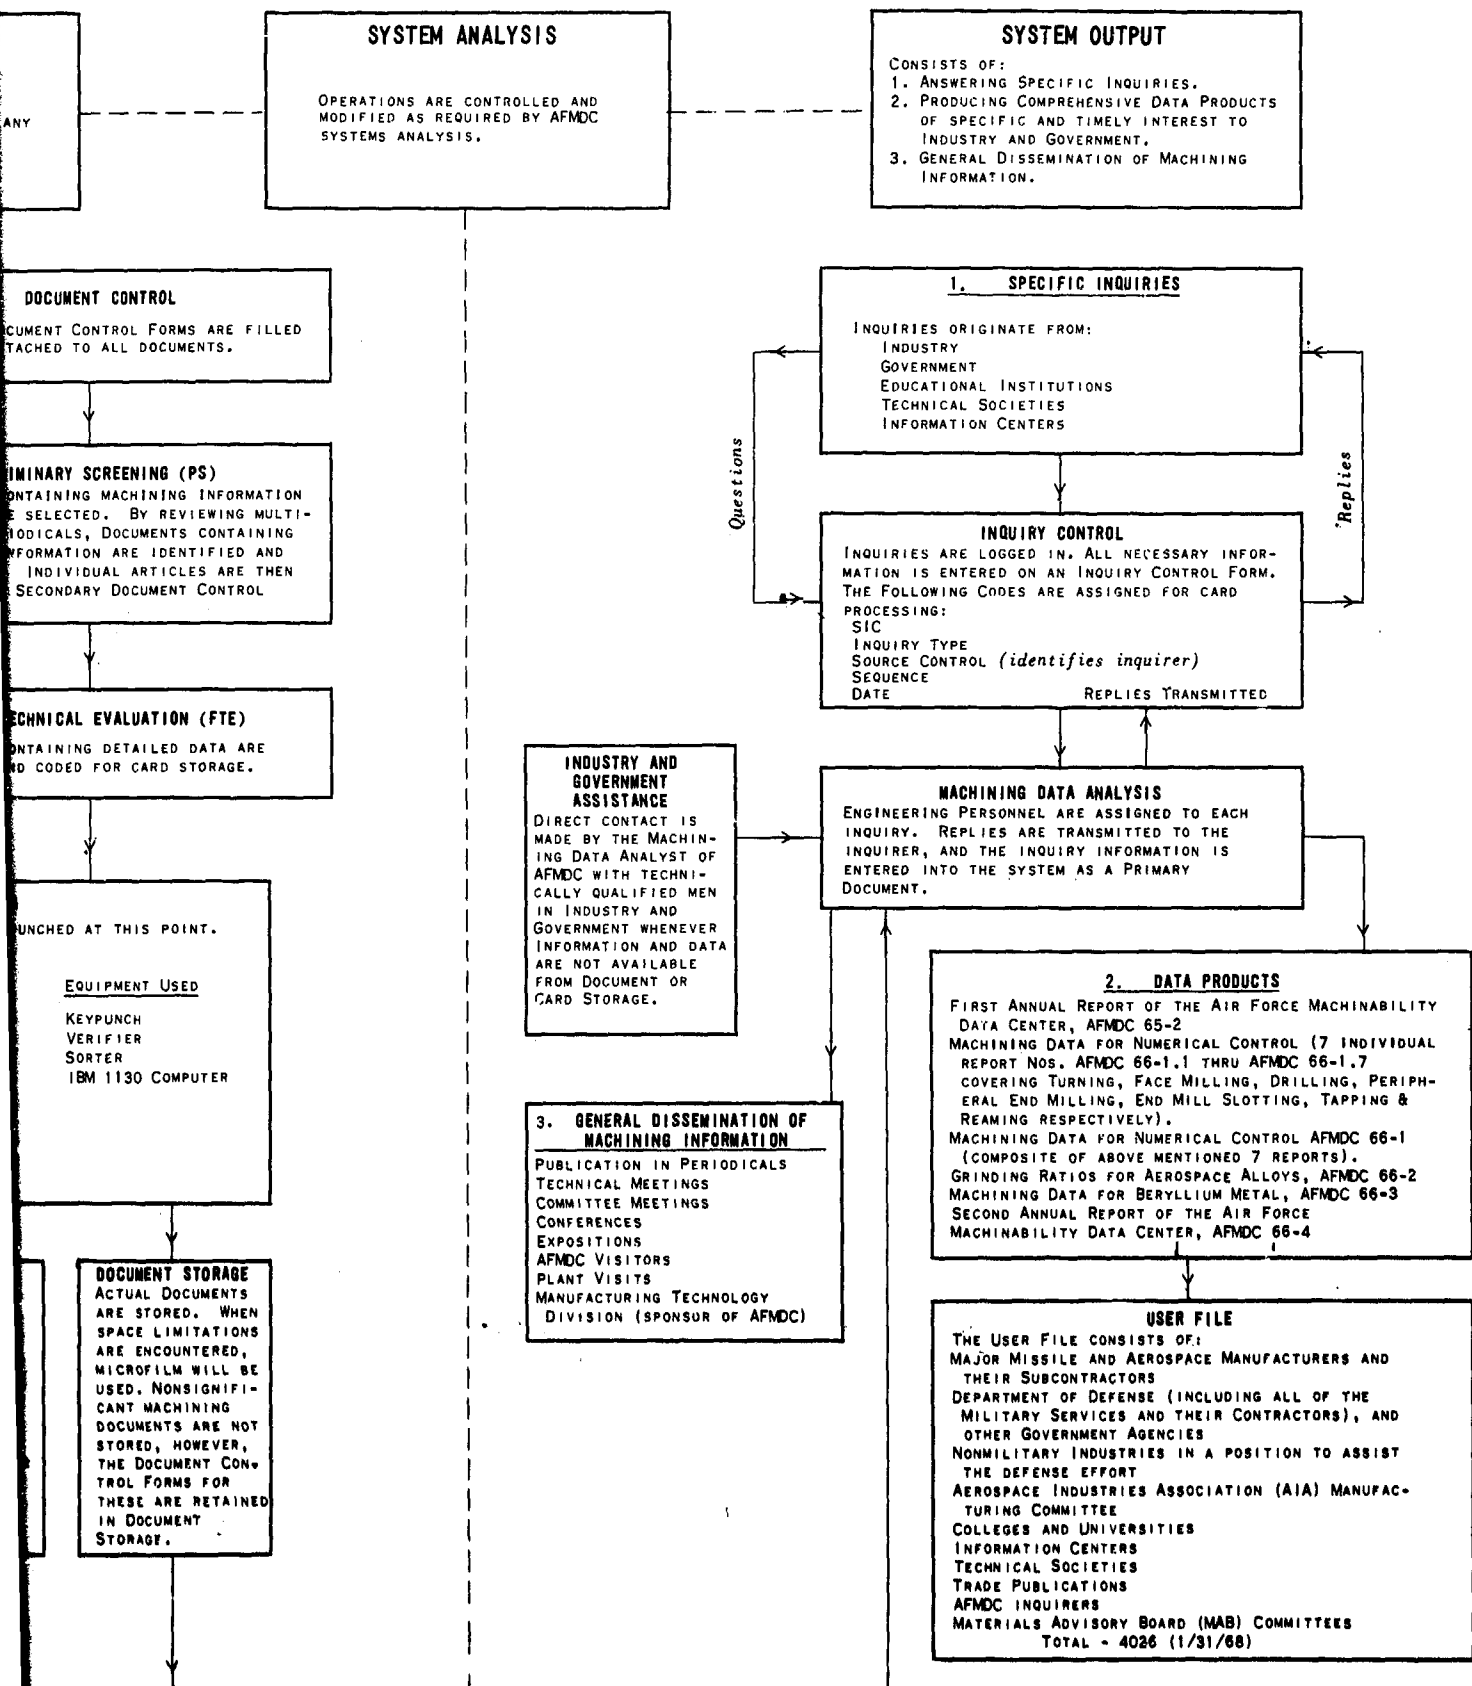 ANY
SYSTEM ANALYSIS
OPERATIONS ARE CONTROLLED AND
MODIFIED AS REQUIRED BY AFMDC
SYSTEMS ANALYSIS.
SYSTEM OUTPUT
CONSISTS OF:
1. ANSWERING SPECIFIC INQUIRIES.
2. PRODUCING COMPREHENSIVE DATA PRODUCTS
OF SPECIFIC AND TIMELY INTEREST TO
INDUSTRY AND GOVERNMENT.
3. GENERAL DISSEMINATION OF MACHINING
INFORMATION.
DOCUMENT CONTROL
CUMENT CONTROL FORMS ARE FILLED
TACHED TO ALL DOCUMENTS.
IMINARY SCREENING (PS)
ONTAINING MACHINING INFORMATION
E SELECTED. BY REVIEWING MULTI-
IODICALS, DOCUMENTS CONTAINING
FORMATION ARE IDENTIFIED AND
INDIVIDUAL ARTICLES ARE THEN
SECONDARY DOCUMENT CONTROL
ECHNICAL EVALUATION (FTE)
ONTAINING DETAILED DATA ARE
ND CODED FOR CARD STORAGE.
UNCHED AT THIS POINT.
EQUIPMENT USED
KEYPUNCH
VERIFIER
SORTER
IBM 1130 COMPUTER
DOCUMENT STORAGE
ACTUAL DOCUMENTS
ARE STORED. WHEN
SPACE LIMITATIONS
ARE ENCOUNTERED,
MICROFILM WILL BE
USED. NONSIGNIFI-
CANT MACHINING
DOCUMENTS ARE NOT
STORED, HOWEVER,
THE DOCUMENT CON-
TROL FORMS FOR
THESE ARE RETAINED
IN DOCUMENT
STORAGE.
1. SPECIFIC INQUIRIES
INQUIRIES ORIGINATE FROM:
INDUSTRY
GOVERNMENT
EDUCATIONAL INSTITUTIONS
TECHNICAL SOCIETIES
INFORMATION CENTERS
Questions
Replies
INQUIRY CONTROL
INQUIRIES ARE LOGGED IN. ALL NECESSARY INFOR-
MATION IS ENTERED ON AN INQUIRY CONTROL FORM.
THE FOLLOWING CODES ARE ASSIGNED FOR CARD
PROCESSING:
SIC
INQUIRY TYPE
SOURCE CONTROL (identifies inquirer)
SEQUENCE
DATE REPLIES TRANSMITTED
INDUSTRY AND
GOVERNMENT
ASSISTANCE
DIRECT CONTACT IS
MADE BY THE MACHIN-
ING DATA ANALYST OF
AFMDC WITH TECHNI-
CALLY QUALIFIED MEN
IN INDUSTRY AND
GOVERNMENT WHENEVER
INFORMATION AND DATA
ARE NOT AVAILABLE
FROM DOCUMENT OR
CARD STORAGE.
MACHINING DATA ANALYSIS
ENGINEERING PERSONNEL ARE ASSIGNED TO EACH
INQUIRY. REPLIES ARE TRANSMITTED TO THE
INQUIRER, AND THE INQUIRY INFORMATION IS
ENTERED INTO THE SYSTEM AS A PRIMARY
DOCUMENT.
3. GENERAL DISSEMINATION OF
MACHINING INFORMATION
PUBLICATION IN PERIODICALS
TECHNICAL MEETINGS
COMMITTEE MEETINGS
CONFERENCES
EXPOSITIONS
AFMDC VISITORS
PLANT VISITS
MANUFACTURING TECHNOLOGY
DIVISION (SPONSOR OF AFMDC)
2. DATA PRODUCTS
FIRST ANNUAL REPORT OF THE AIR FORCE MACHINABILITY
DATA CENTER, AFMDC 65-2
MACHINING DATA FOR NUMERICAL CONTROL (7 INDIVIDUAL
REPORT NOS. AFMDC 66-1.1 THRU AFMDC 66-1.7
COVERING TURNING, FACE MILLING, DRILLING, PERIPH-
ERAL END MILLING, END MILL SLOTTING, TAPPING &
REAMING RESPECTIVELY).
MACHINING DATA FOR NUMERICAL CONTROL AFMDC 66-1
(COMPOSITE OF ABOVE MENTIONED 7 REPORTS).
GRINDING RATIOS FOR AEROSPACE ALLOYS, AFMDC 66-2
MACHINING DATA FOR BERYLLIUM METAL, AFMDC 66-3
SECOND ANNUAL REPORT OF THE AIR FORCE
MACHINABILITY DATA CENTER, AFMDC 66-4
USER FILE
THE USER FILE CONSISTS OF:
MAJOR MISSILE AND AEROSPACE MANUFACTURERS AND
THEIR SUBCONTRACTORS
DEPARTMENT OF DEFENSE (INCLUDING ALL OF THE
MILITARY SERVICES AND THEIR CONTRACTORS), AND
OTHER GOVERNMENT AGENCIES
NONMILITARY INDUSTRIES IN A POSITION TO ASSIST
THE DEFENSE EFFORT
AEROSPACE INDUSTRIES ASSOCIATION (AIA) MANUFAC-
TURING COMMITTEE
COLLEGES AND UNIVERSITIES
INFORMATION CENTERS
TECHNICAL SOCIETIES
TRADE PUBLICATIONS
AFMDC INQUIRERS
MATERIALS ADVISORY BOARD (MAB) COMMITTEES
TOTAL - 4026 (1/31/68)